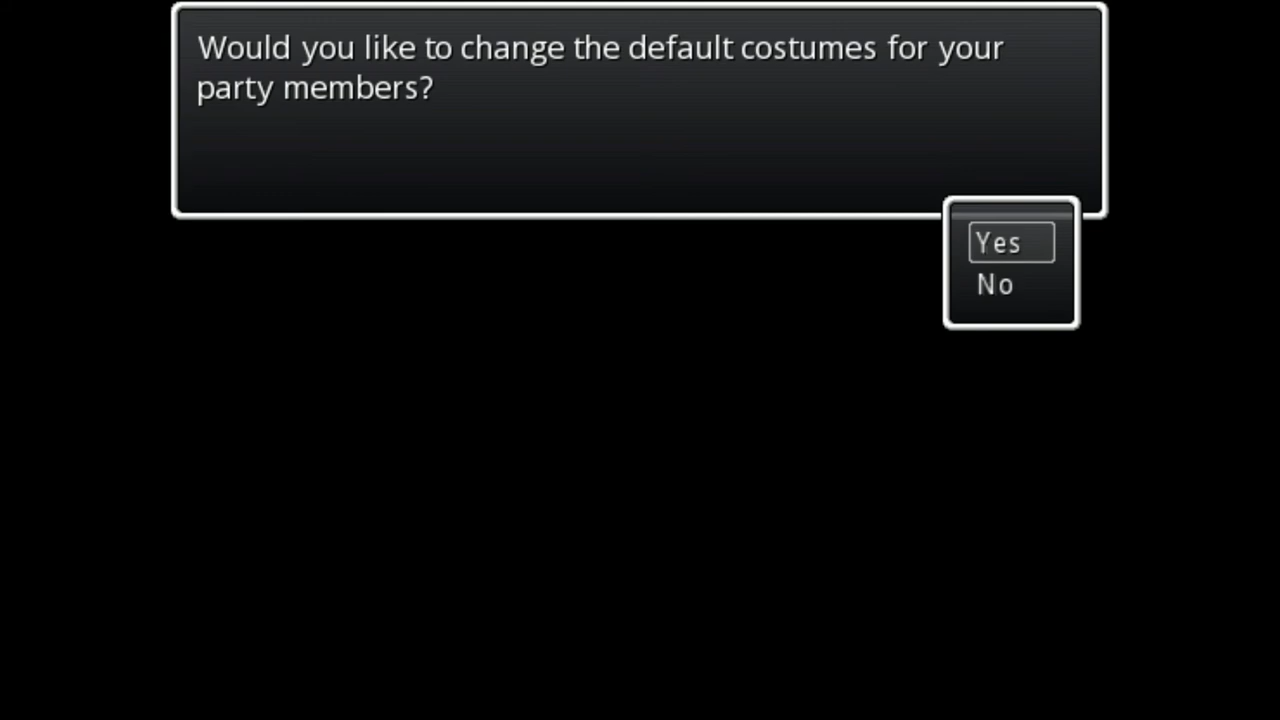 Would you like to change the default costumes for your
party members?
Yes
No